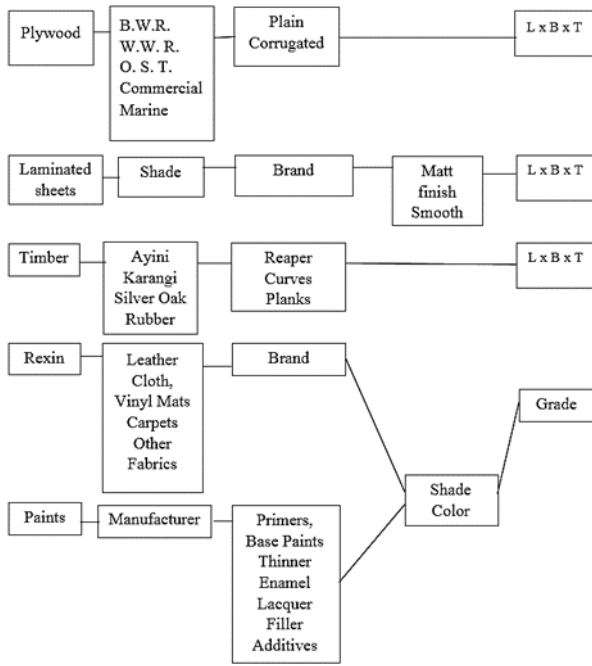 Plywood
B.W.R.
W.W. R.
O. S. T.
Commercial
Marine
Plain
Corrugated
L x B x T
Laminated
sheets
Shade
Brand
Matt
finish
Smooth
L x B x T
Timber
Ayini
Karangi
Silver Oak
Rubber
Reaper
Curves
Planks
L x B x T
Rexin
Leather
Cloth,
Vinyl Mats
Carpets
Other
Fabrics
Brand
Grade
Shade
Color
Paints
Manufacturer
Primers,
Base Paints
Thinner
Enamel
Lacquer
Filler
Additives